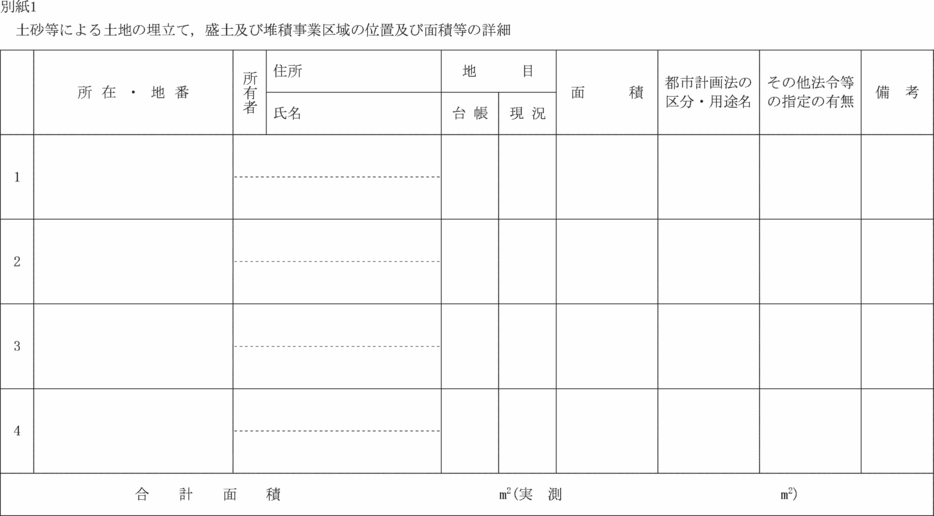 別紙1
土砂等による土地の埋立て，盛土及び堆積事業区域の位置及び面積等の詳細
所在・地番
所有者
住所
氏名
地目
台帳
現況
面積
都市計画法の
区分・用途名
その他法令等
の指定の有無
備考
1
2
3
4
合計面積 m²(実測 m²)